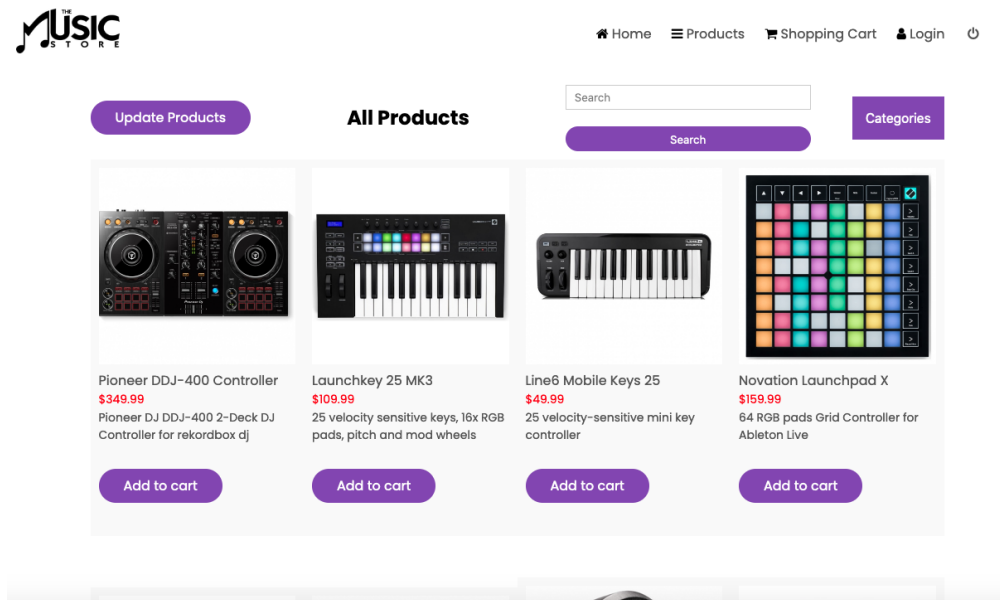 THE
MUSIC
STORE
Home
Products
Shopping Cart
Login
Update Products
All Products
Search
Search
Categories
Pioneer DDJ-400 Controller
$349.99
Pioneer DJ DDJ-400 2-Deck DJ
Controller for rekordbox dj
Add to cart
Launchkey 25 MK3
$109.99
25 velocity sensitive keys, 16x RGB
pads, pitch and mod wheels
Add to cart
Line6 Mobile Keys 25
$49.99
25 velocity-sensitive mini key
controller
Add to cart
Novation Launchpad X
$159.99
64 RGB pads Grid Controller for
Ableton Live
Add to cart